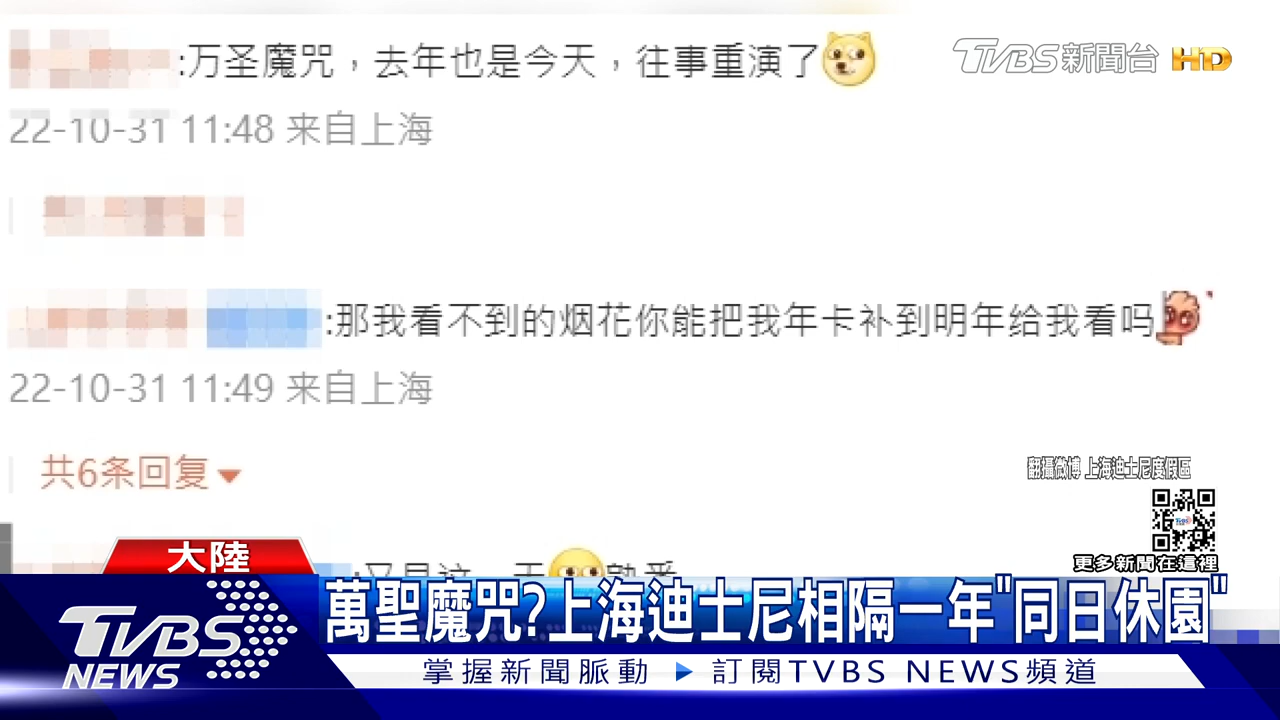 :万圣魔咒，去年也是今天，往事重演了
TVBS新聞台 HD
22-10-31 11:48 来自上海
:那我看不到的烟花你能把我年卡补到明年给我看吗
22-10-31 11:49 来自上海
共6条回复
翻攝微博 上海迪士尼度假區
更多新聞在這裡
大陸
TVBS NEWS
萬聖魔咒?上海迪士尼相隔一年"同日休園"
掌握新聞脈動 訂閱TVBS NEWS頻道